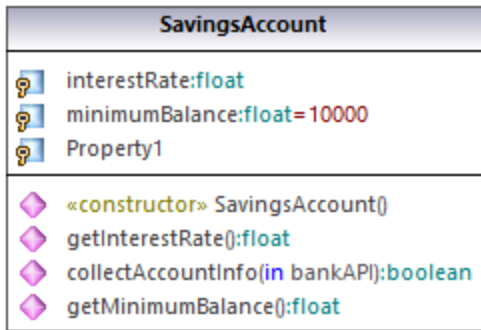 SavingsAccount
interestRate:float
minimumBalance:float=10000
Property1
«constructor» SavingsAccount()
getInterestRate():float
collectAccountInfo(in bankAPI):boolean
getMinimumBalance():float